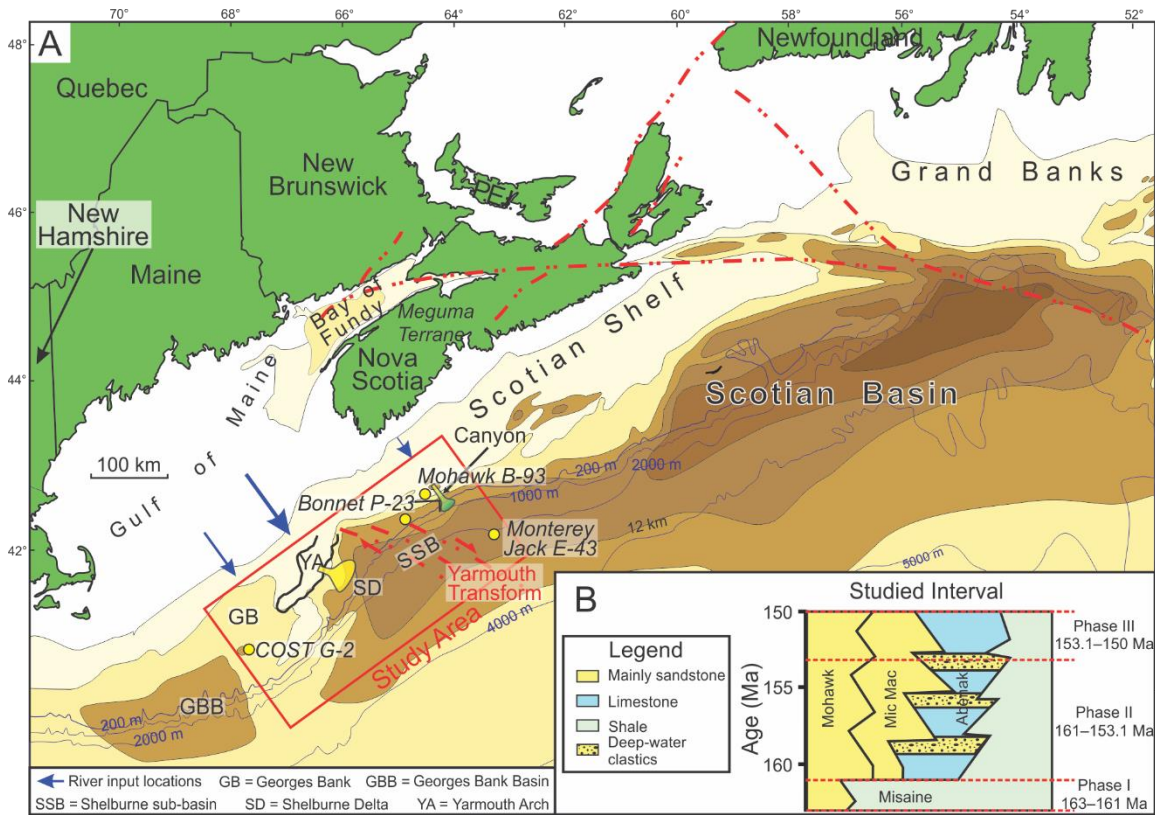 70°
68°
66°
64°
62°
60°
58°
56°
54°
52°
A
48°
46°
44°
42°
Quebec
New
Brunswick
New
Hamshire
Maine
PEI
Newfoundland
Grand Banks
Bay of
Fundy
Meguma
Terrane
Nova
Scotia
Gulf of Maine
Scotian Shelf
Scotian Basin
100 km
Canyon
Mohawk B-93
Bonnet P-23
Monterey
Jack E-43
200 m
2000 m
1000 m
12 km
5000 m
4000 m
SSB
YA
SD
Yarmouth
Transform
GB
COST G-2
Study Area
GBB
200 m
2000 m
River input locations
GB = Georges Bank
GBB = Georges Bank Basin
SSB = Shelburne sub-basin
SD = Shelburne Delta
YA = Yarmouth Arch
B
Studied Interval
Legend
Mainly sandstone
Limestone
Shale
Deep-water
clastics
Age (Ma)
150
155
160
Mohawk
Mic Mac
Abenaki
Misaine
Phase III
153.1–150 Ma
Phase II
161–153.1 Ma
Phase I
163–161 Ma